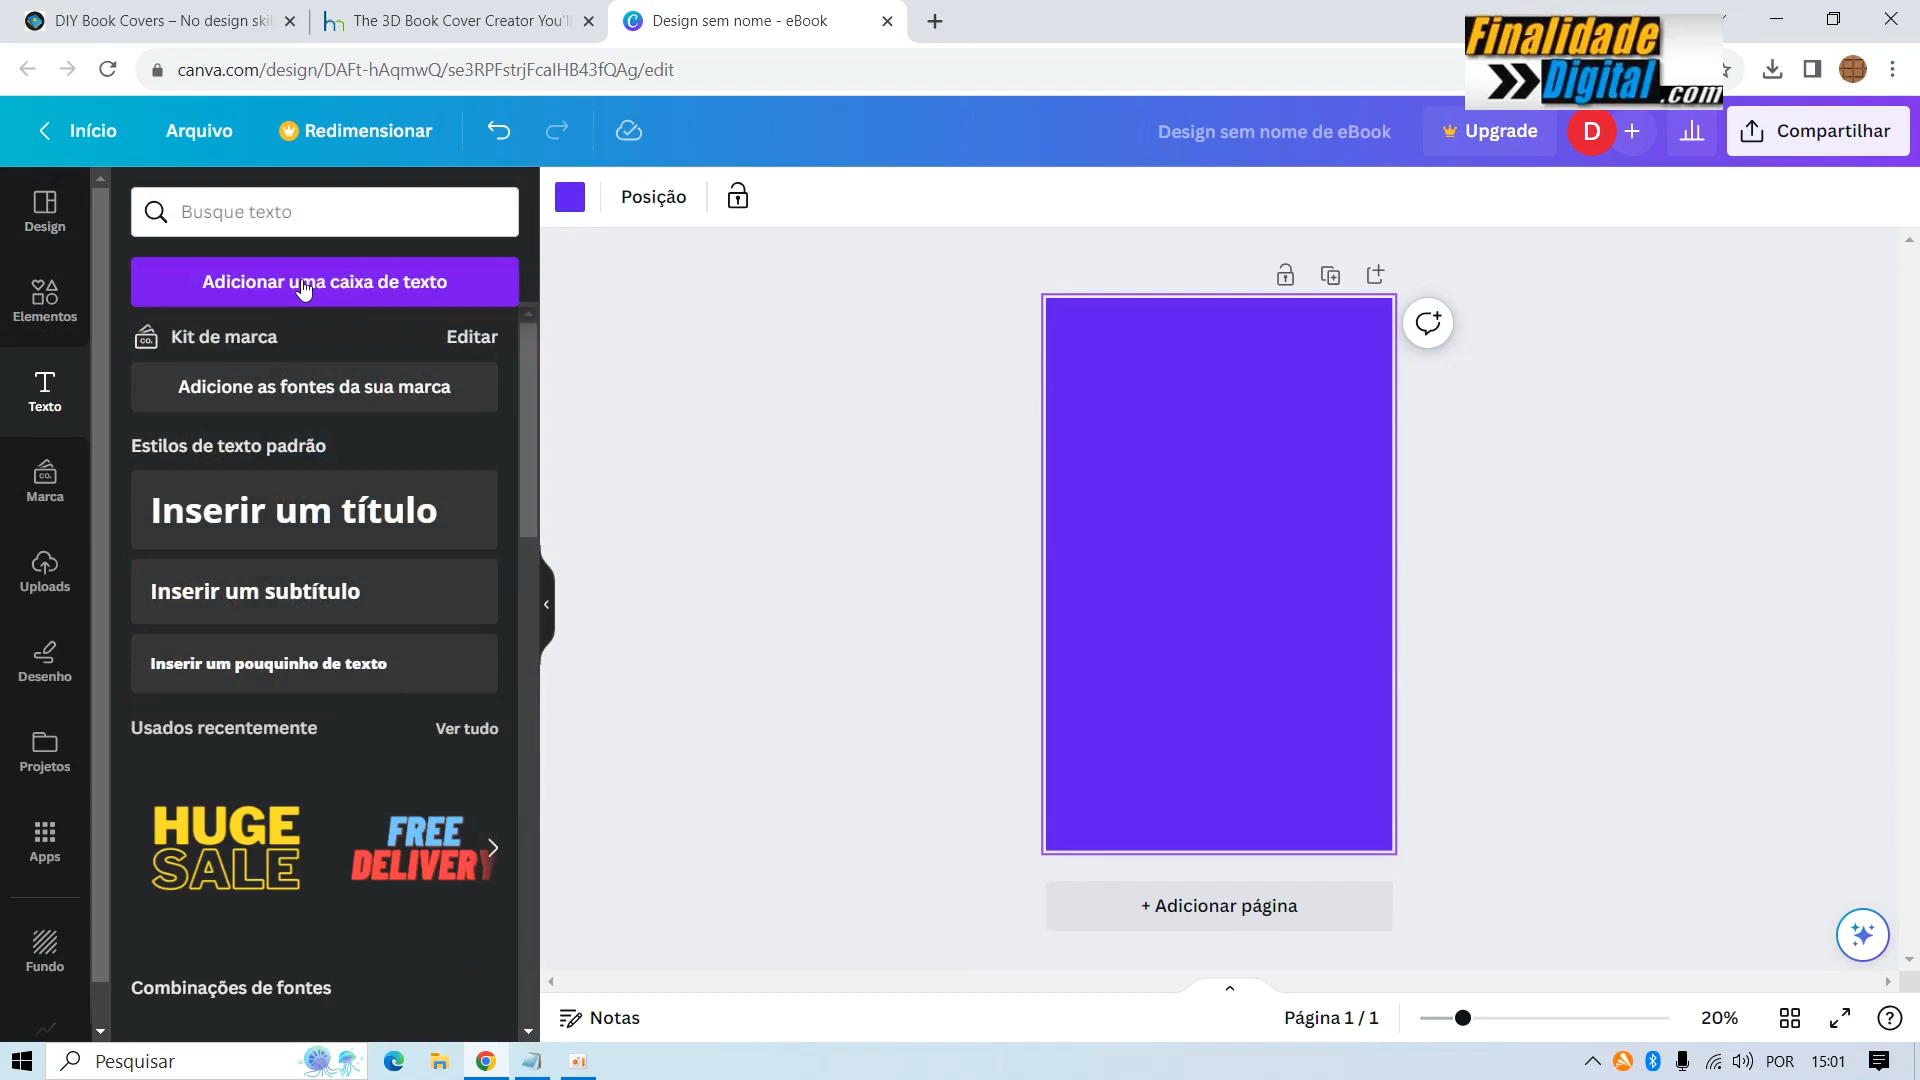 DIY Book Covers – No design skil
The 3D Book Cover Creator You'll
Design sem nome - eBook
canva.com/design/DAFt-hAqmwQ/se3RPFstrjFcaIHB43fQAg/edit
Finalidade
Digital.com
Início
Arquivo
Redimensionar
Design sem nome de eBook
Upgrade
D
Compartilhar
Design
Elementos
Texto
Marca
Uploads
Desenho
Projetos
Apps
Fundo
Busque texto
Adicionar uma caixa de texto
CO.
Kit de marca
Editar
Adicione as fontes da sua marca
Estilos de texto padrão
Inserir um título
Inserir um subtítulo
Inserir um pouquinho de texto
Usados recentemente
Ver tudo
HUGE
SALE
FREE
DELIVERY
Combinações de fontes
Posição
+ Adicionar página
Notas
Página 1 / 1
20%
Pesquisar
POR
15:01